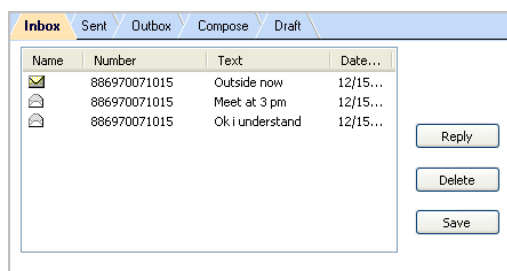 Inbox Sent Outbox Compose Draft
Name Number Text Date...
886970071015 Outside now 12/15...
886970071015 Meet at 3 pm 12/15...
886970071015 Ok i understand 12/15...
Reply
Delete
Save